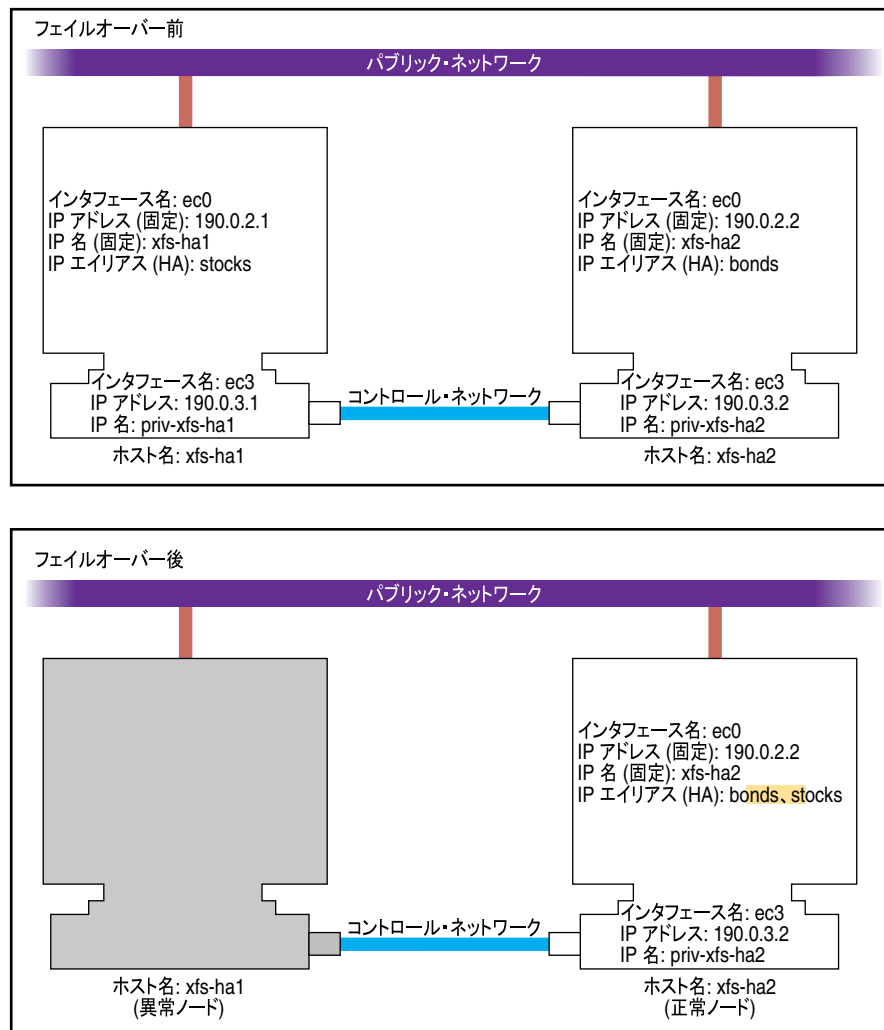 フェイルオーバー前
パブリック・ネットワーク
インタフェース名: ec0
IP アドレス (固定): 190.0.2.1
IP 名 (固定): xfs-ha1
IP エイリアス (HA): stocks
インタフェース名: ec0
IP アドレス (固定): 190.0.2.2
IP 名 (固定): xfs-ha2
IP エイリアス (HA): bonds
インタフェース名: ec3
IP アドレス: 190.0.3.1
IP 名: priv-xfs-ha1
コントロール・ネットワーク
インタフェース名: ec3
IP アドレス: 190.0.3.2
IP 名: priv-xfs-ha2
ホスト名: xfs-ha1
ホスト名: xfs-ha2
フェイルオーバー後
パブリック・ネットワーク
インタフェース名: ec0
IP アドレス (固定): 190.0.2.2
IP 名 (固定): xfs-ha2
IP エイリアス (HA): bonds、stocks
コントロール・ネットワーク
インタフェース名: ec3
IP アドレス: 190.0.3.2
IP 名: priv-xfs-ha2
ホスト名: xfs-ha1
(異常ノード)
ホスト名: xfs-ha2
(正常ノード)